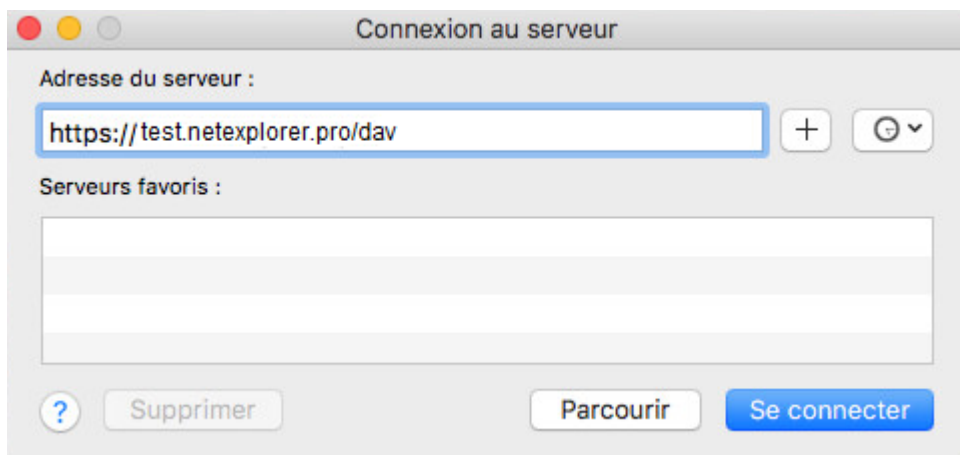 Connexion au serveur
Adresse du serveur :
https://test.netexplorer.pro/dav
Serveurs favoris :
? Supprimer Parcourir Se connecter